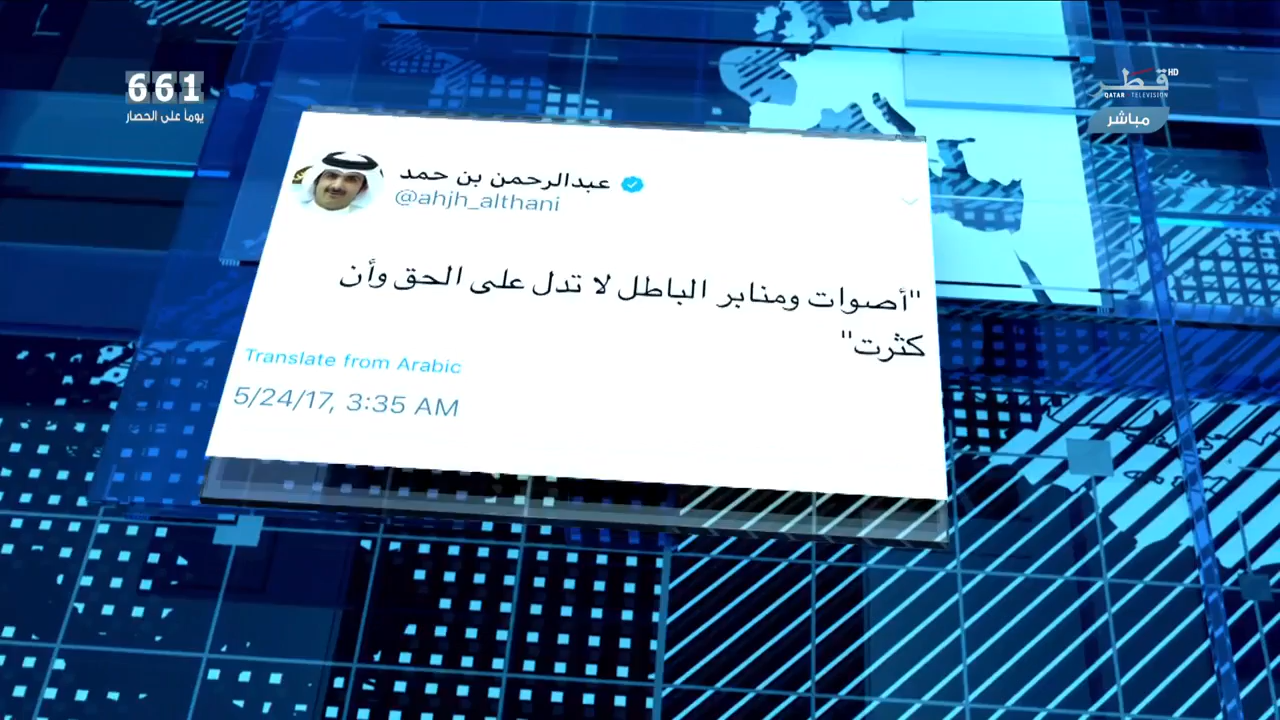 661
يوماً على الحصار
قطر HD
QATAR TELEVISION
مباشر
عبدالرحمن بن حمد
@ahjh_althani
"أصوات ومنابر الباطل لا تدل على الحق وأن
كثرت"
Translate from Arabic
5/24/17, 3:35 AM